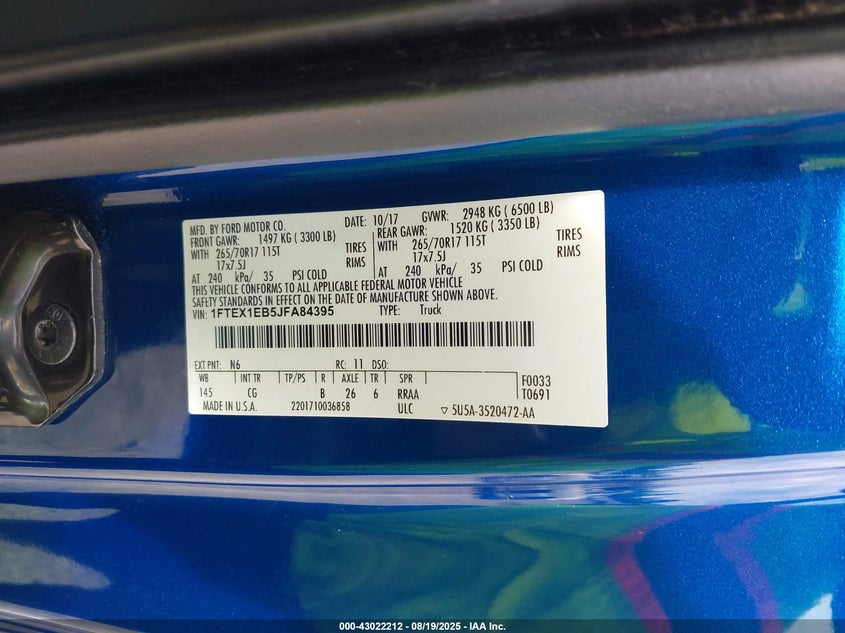 MFD. BY FORD MOTOR CO. DATE: 10/17 GVWR: 2948 KG ( 6500 LB)
FRONT GAWR: 1497 KG ( 3300 LB) REAR GAWR: 1520 KG ( 3350 LB)
WITH 265/70R17 115T TIRES WITH 265/70R17 115T TIRES
17x7.5J RIMS 17x7.5J RIMS
AT 240 kPa/ 35 PSI COLD AT 240 kPa/ 35 PSI COLD
THIS VEHICLE CONFORMS TO ALL APPLICABLE FEDERAL MOTOR VEHICLE
SAFETY STANDARDS IN EFFECT ON THE DATE OF MANUFACTURE SHOWN ABOVE.
VIN: 1FTEX1EB5JFA84395 TYPE: Truck
EXT PNT: N6 RC: 11 DSO:
WB INT TR TP/PS R AXLE TR SPR F0033
145 CG B 26 6 RRAA T0691
MADE IN U.S.A. 2201710036858 ULC ▽ 5U5A-3520472-AA
000-43022212 - 08/19/2025 - IAA Inc.